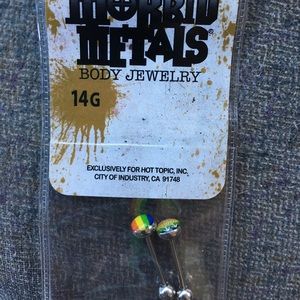 MORBID
METALS®
BODY JEWELRY
14G
EXCLUSIVELY FOR HOT TOPIC, INC.
CITY OF INDUSTRY, CA 91748